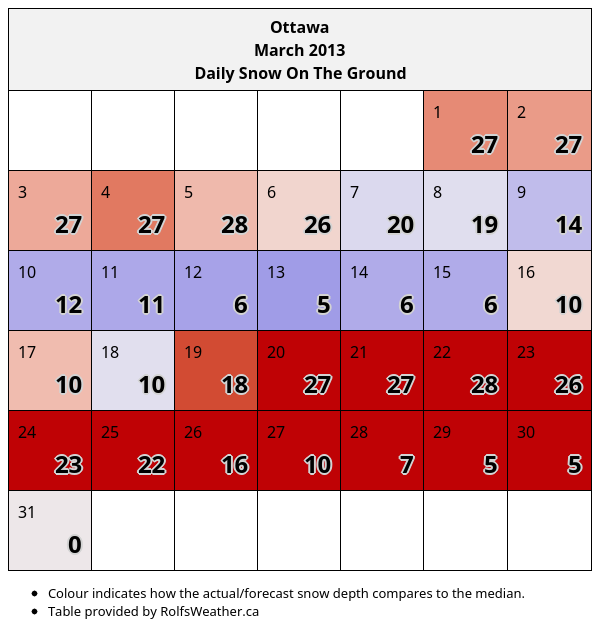 Ottawa
March 2013
Daily Snow On The Ground
1 2
27 27
3 4 5 6 7 8 9
27 27 28 26 20 19 14
10 11 12 13 14 15 16
12 11 6 5 6 6 10
17 18 19 20 21 22 23
10 10 18 27 27 28 26
24 25 26 27 28 29 30
23 22 16 10 7 5 5
31
0
• Colour indicates how the actual/forecast snow depth compares to the median.
• Table provided by RolfsWeather.ca